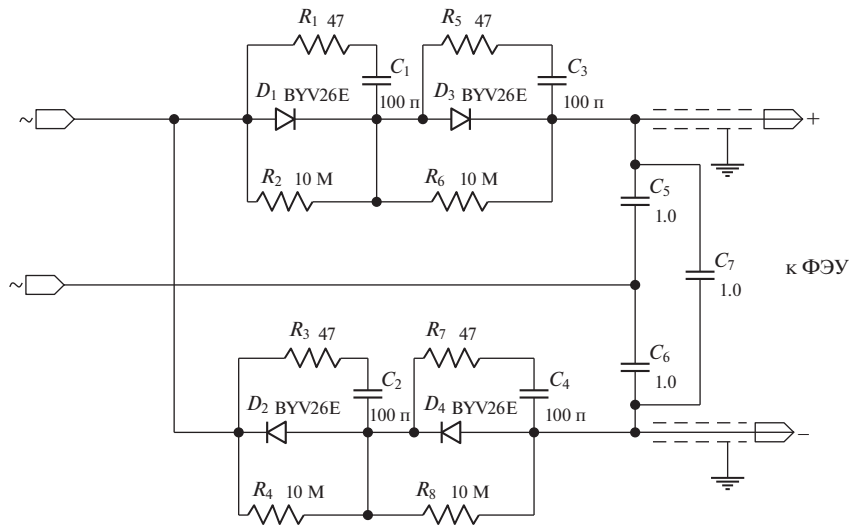 R1 47
R5 47
C1
C3
D1 BYV26E
100 п
D3 BYV26E
100 п
~
+
R2 10 М
R6 10 М
C5
1.0
C7
1.0
к ФЭУ
~
R3 47
R7 47
C6
1.0
C2
C4
D2 BYV26E
100 п
D4 BYV26E
100 п
–
R4 10 М
R8 10 М